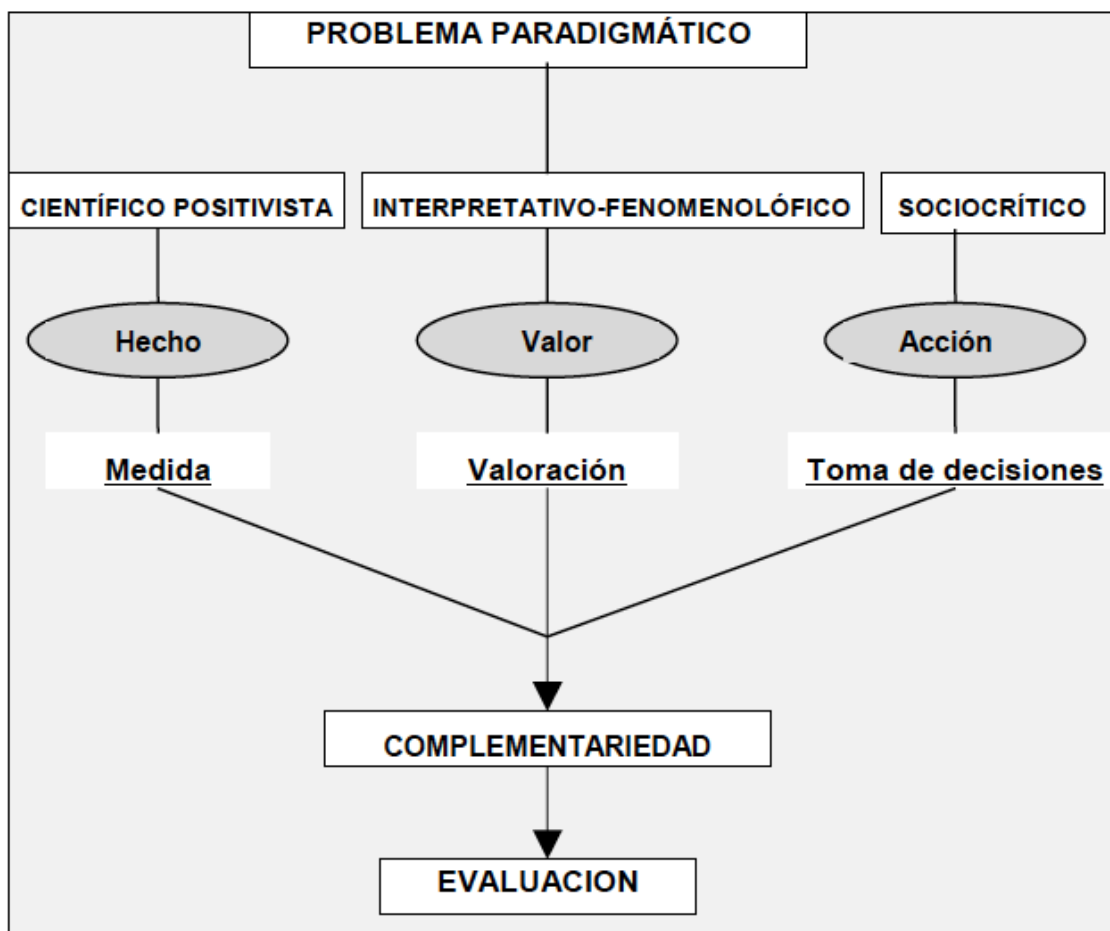 PROBLEMA PARADIGMÁTICO
CIENTÍFICO POSITIVISTA
INTERPRETATIVO-FENOMENOLÓFICO
SOCIOCRÍTICO
Hecho
Valor
Acción
Medida
Valoración
Toma de decisiones
COMPLEMENTARIEDAD
EVALUACION